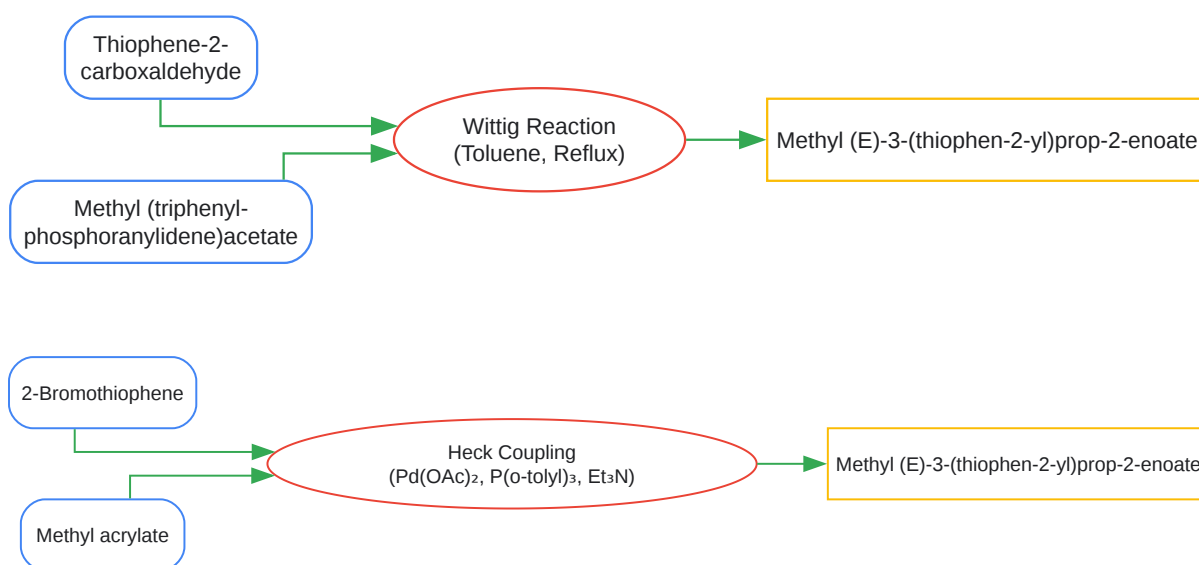 Thiophene-2-
carboxaldehyde
Wittig Reaction
(Toluene, Reflux)
Methyl (E)-3-(thiophen-2-yl)prop-2-enoate
Methyl (triphenyl-
phosphoranylidene)acetate
2-Bromothiophene
Heck Coupling
(Pd(OAc)₂, P(o-tolyl)₃, Et₃N)
Methyl (E)-3-(thiophen-2-yl)prop-2-enoate
Methyl acrylate